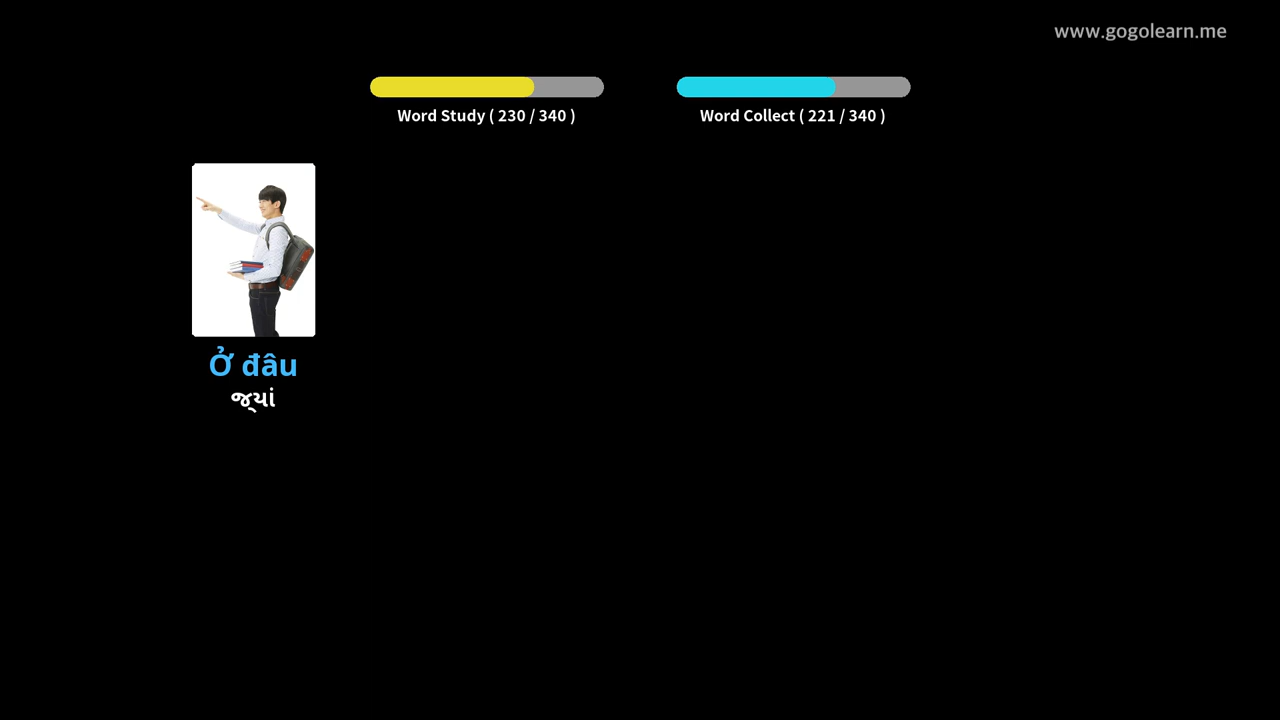 www.gogolearn.me
Word Study ( 230 / 340 )
Word Collect ( 221 / 340 )
Ở đâu
જ્યાં